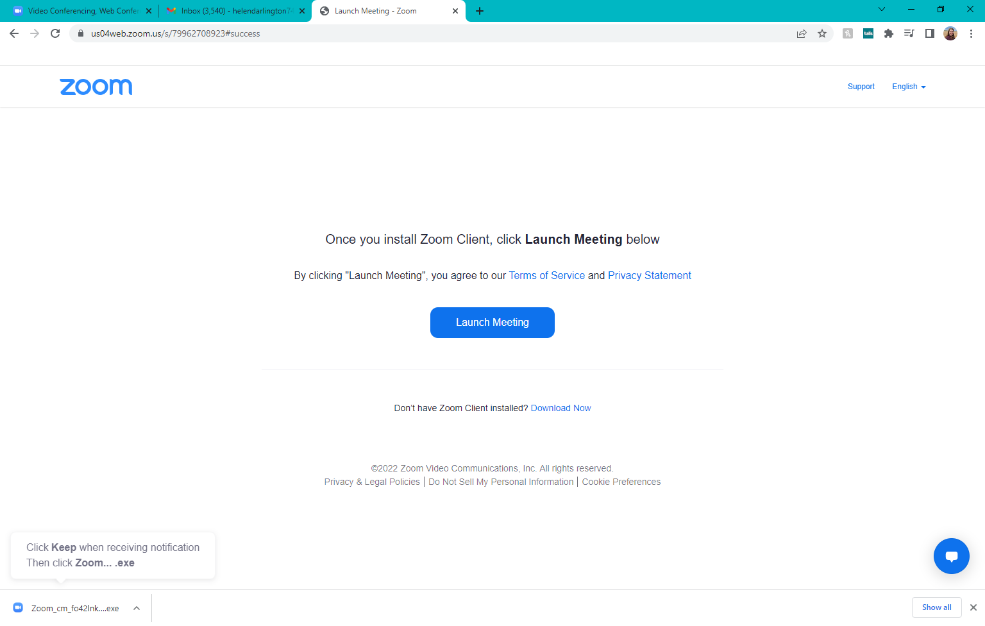 Video Conferencing, Web Confer
Inbox (3,540) - helendarlington7
Launch Meeting - Zoom
us04web.zoom.us/s/79962708923#success
zoom
Support
English
Once you install Zoom Client, click Launch Meeting below
By clicking "Launch Meeting", you agree to our Terms of Service and Privacy Statement
Launch Meeting
Don't have Zoom Client installed? Download Now
©2022 Zoom Video Communications, Inc. All rights reserved.
Privacy & Legal Policies | Do Not Sell My Personal Information | Cookie Preferences
Click Keep when receiving notification
Then click Zoom... .exe
Zoom_cm_fo42lnk....exe
Show all